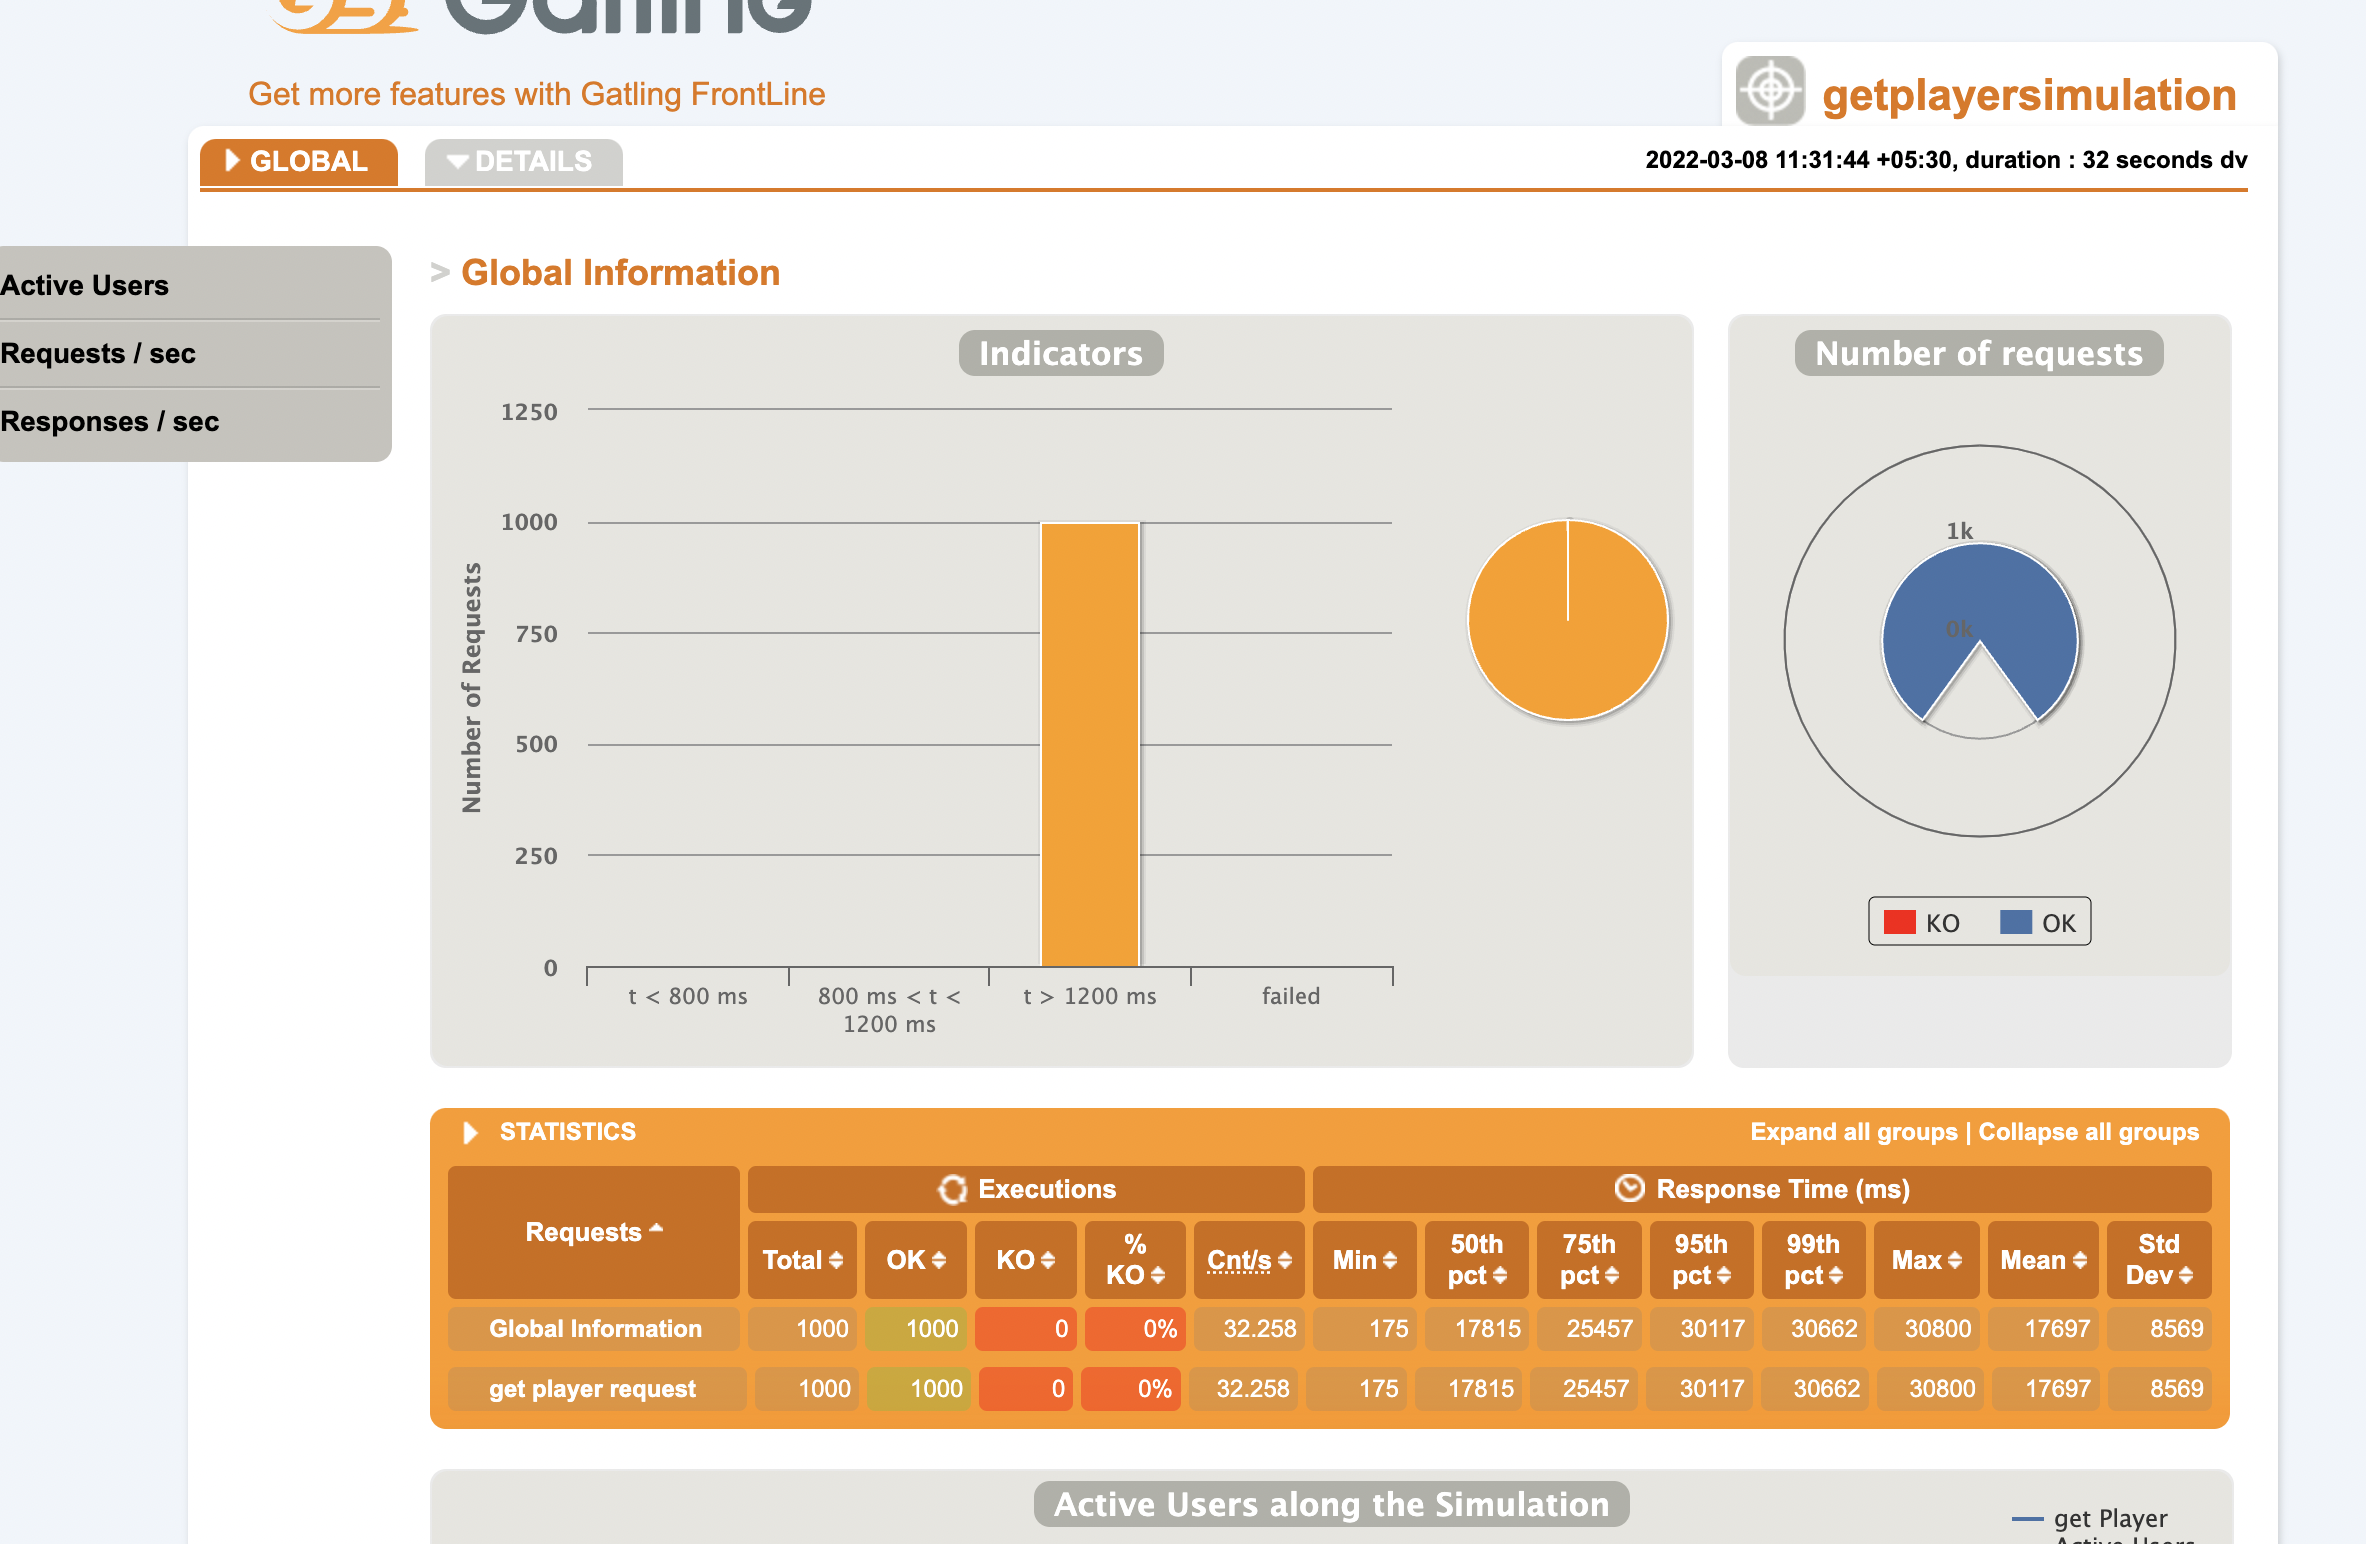 Gatling
Get more features with Gatling FrontLine
getplayersimulation
GLOBAL
DETAILS
2022-03-08 11:31:44 +05:30, duration : 32 seconds dv
Active Users
Requests / sec
Responses / sec
> Global Information
Indicators
1250
1000
750
500
250
0
Number of Requests
t < 800 ms
800 ms < t <
1200 ms
t > 1200 ms
failed
Number of requests
1k
0k
KO
OK
STATISTICS
Expand all groups | Collapse all groups
Requests
Executions
Response Time (ms)
Total OK KO % KO Cnt/s Min 50th pct 75th pct 95th pct 99th pct Max Mean Std Dev
Global Information 1000 1000 0 0% 32.258 175 17815 25457 30117 30662 30800 17697 8569
get player request 1000 1000 0 0% 32.258 175 17815 25457 30117 30662 30800 17697 8569
Active Users along the Simulation
get Player
Active Users